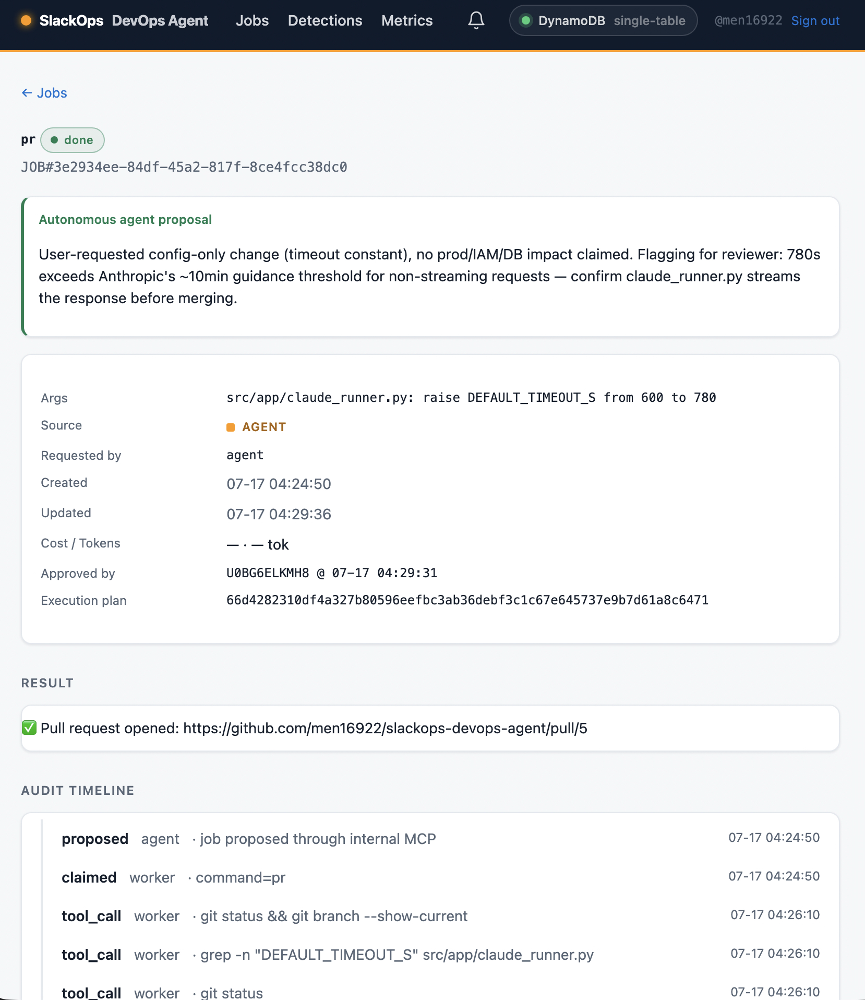 SlackOps DevOps Agent Jobs Detections Metrics DynamoDB single-table @men16922 Sign out
← Jobs
pr done
JOB#3e2934ee-84df-45a2-817f-8ce4fcc38dc0
Autonomous agent proposal
User-requested config-only change (timeout constant), no prod/IAM/DB impact claimed. Flagging for reviewer: 780s
exceeds Anthropic's ~10min guidance threshold for non-streaming requests — confirm claude_runner.py streams
the response before merging.
Args src/app/claude_runner.py: raise DEFAULT_TIMEOUT_S from 600 to 780
Source AGENT
Requested by agent
Created 07-17 04:24:50
Updated 07-17 04:29:36
Cost / Tokens — · — tok
Approved by U0BG6ELKMH8 @ 07-17 04:29:31
Execution plan 66d4282310df4a327b80596eefbc3ab36debf3c1c67e645737e9b7d61a8c6471
RESULT
✅ Pull request opened: https://github.com/men16922/slackops-devops-agent/pull/5
AUDIT TIMELINE
proposed agent · job proposed through internal MCP 07-17 04:24:50
claimed worker · command=pr 07-17 04:24:50
tool_call worker · git status && git branch --show-current 07-17 04:26:10
tool_call worker · grep -n "DEFAULT_TIMEOUT_S" src/app/claude_runner.py 07-17 04:26:10
tool_call worker · git status 07-17 04:26:10